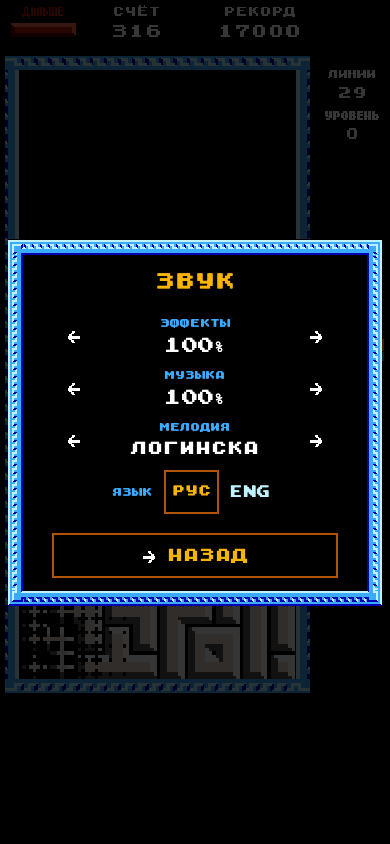 ДАЛЬШЕ
СЧЁТ
316
РЕКОРД
17000
ЛИНИИ
29
УРОВЕНЬ
0
ЗВУК
ЭФФЕКТЫ
← 100% →
МУЗЫКА
← 100% →
МЕЛОДИЯ
← ЛОГИНСКА →
ЯЗЫК РУС ENG
→ НАЗАД